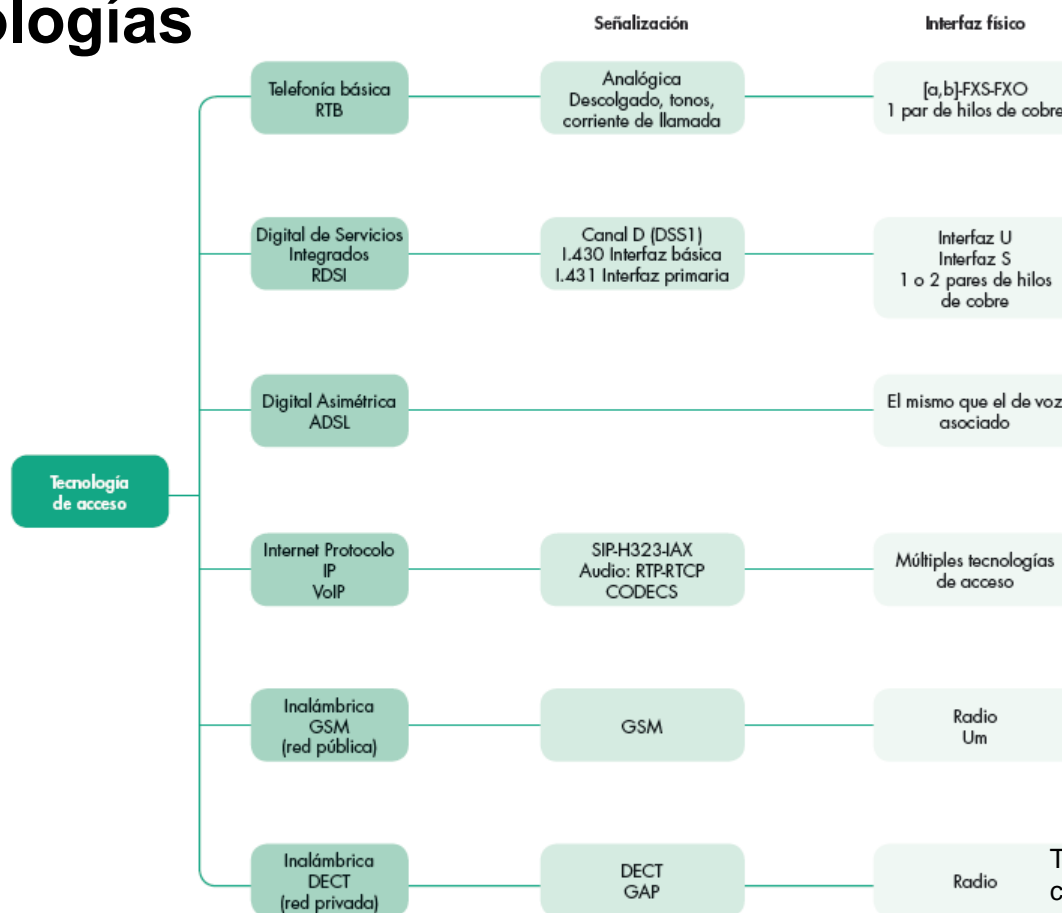 ologías
Señalización
Interfaz físico
Telefonía básica
RTB
Analógica
Descolgado, tonos,
corriente de llamada
[a,b]-FXS-FXO
1 par de hilos de cobre
Digital de Servicios
Integrados
RDSI
Canal D (DSS1)
I.430 Interfaz básica
I.431 Interfaz primaria
Interfaz U
Interfaz S
1 o 2 pares de hilos
de cobre
Digital Asimétrica
ADSL
El mismo que el de voz
asociado
Tecnología
de acceso
Internet Protocolo
IP
VoIP
SIP-H323-IAX
Audio: RTP-RTCP
CODECS
Múltiples tecnologías
de acceso
Inalámbrica
GSM
(red pública)
GSM
Radio
Um
Inalámbrica
DECT
(red privada)
DECT
GAP
Radio